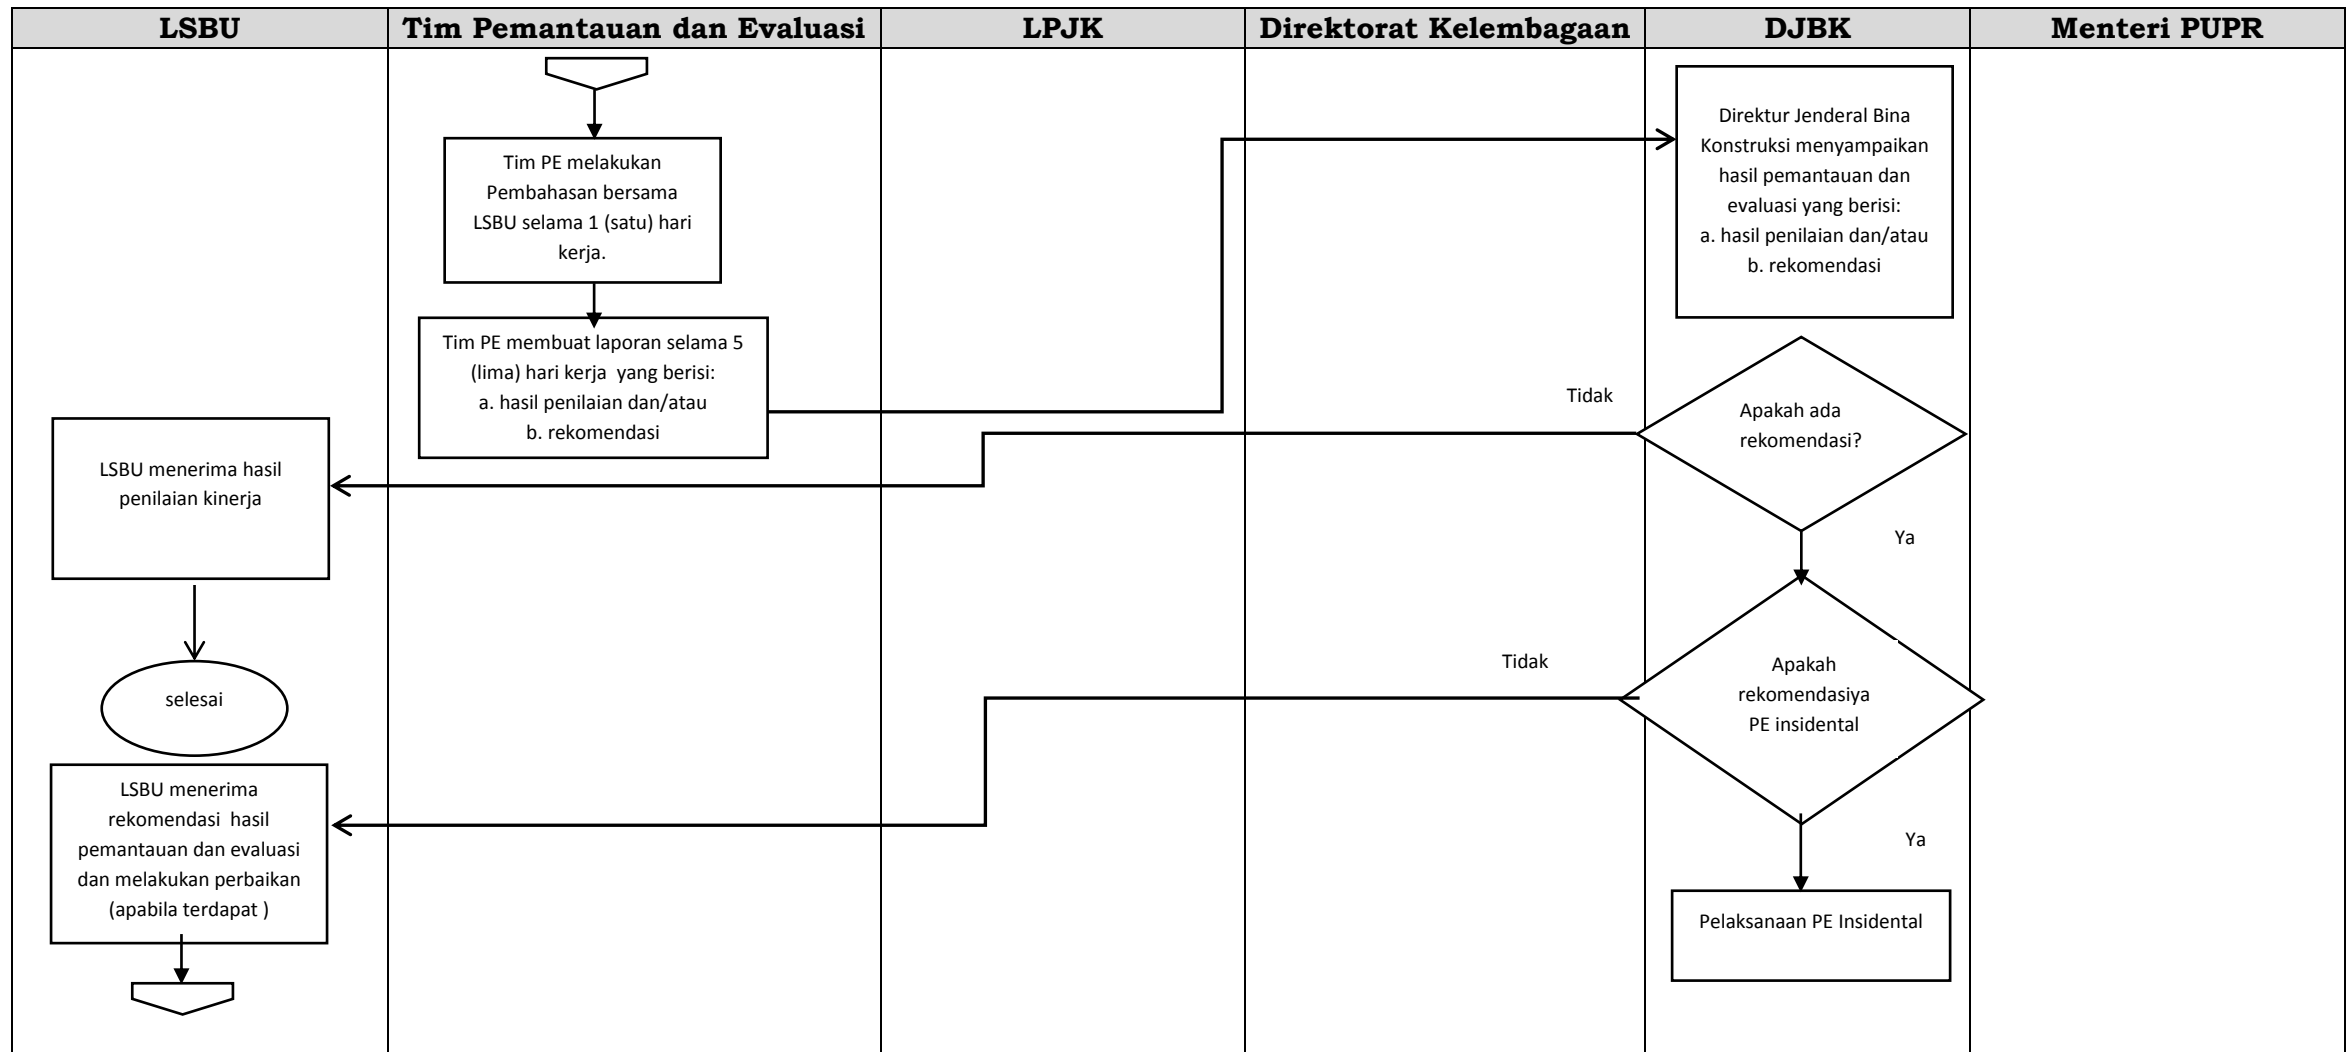 LSBU
Tim Pemantauan dan Evaluasi
LPJK
Direktorat Kelembagaan
DJBK
Menteri PUPR
Tim PE melakukan
Pembahasan bersama
LSBU selama 1 (satu) hari
kerja.
Tim PE membuat laporan selama 5
(lima) hari kerja  yang berisi:
a. hasil penilaian dan/atau
b. rekomendasi
Direktur Jenderal Bina
Konstruksi menyampaikan
hasil pemantauan dan
evaluasi yang berisi:
a. hasil penilaian dan/atau
b. rekomendasi
Tidak
Apakah ada
rekomendasi?
LSBU menerima hasil
penilaian kinerja
Ya
selesai
Tidak
Apakah
rekomendasiya
PE insidental
LSBU menerima
rekomendasi  hasil
pemantauan dan evaluasi
dan melakukan perbaikan
(apabila terdapat )
Ya
Pelaksanaan PE Insidental